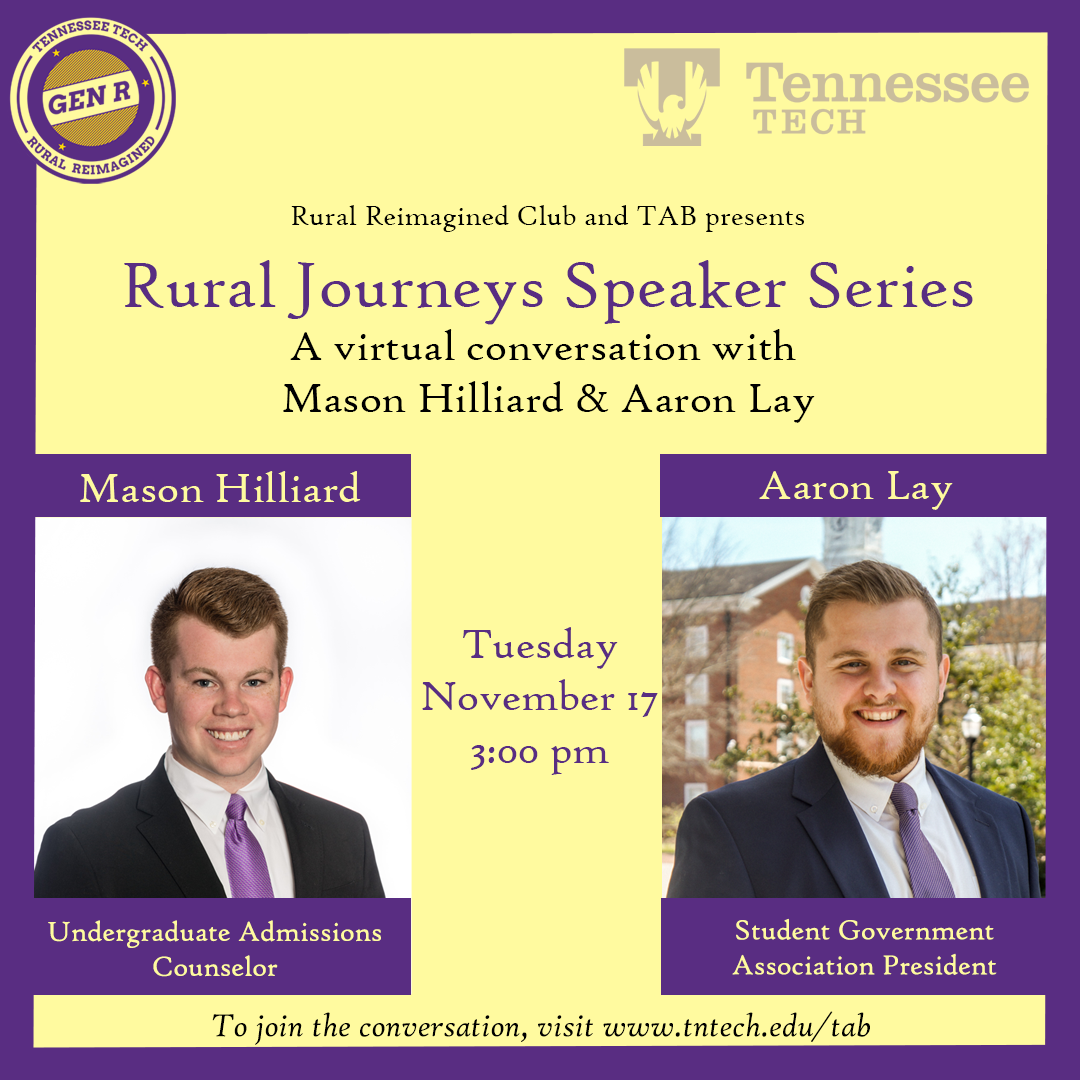 TENNESSEE TECH
GEN R
RURAL REIMAGINED
Tennessee
TECH
Rural Reimagined Club and TAB presents
Rural Journeys Speaker Series
A virtual conversation with
Mason Hilliard & Aaron Lay
Mason Hilliard
Aaron Lay
Tuesday
November 17
3:00 pm
Undergraduate Admissions
Counselor
Student Government
Association President
To join the conversation, visit www.tntech.edu/tab